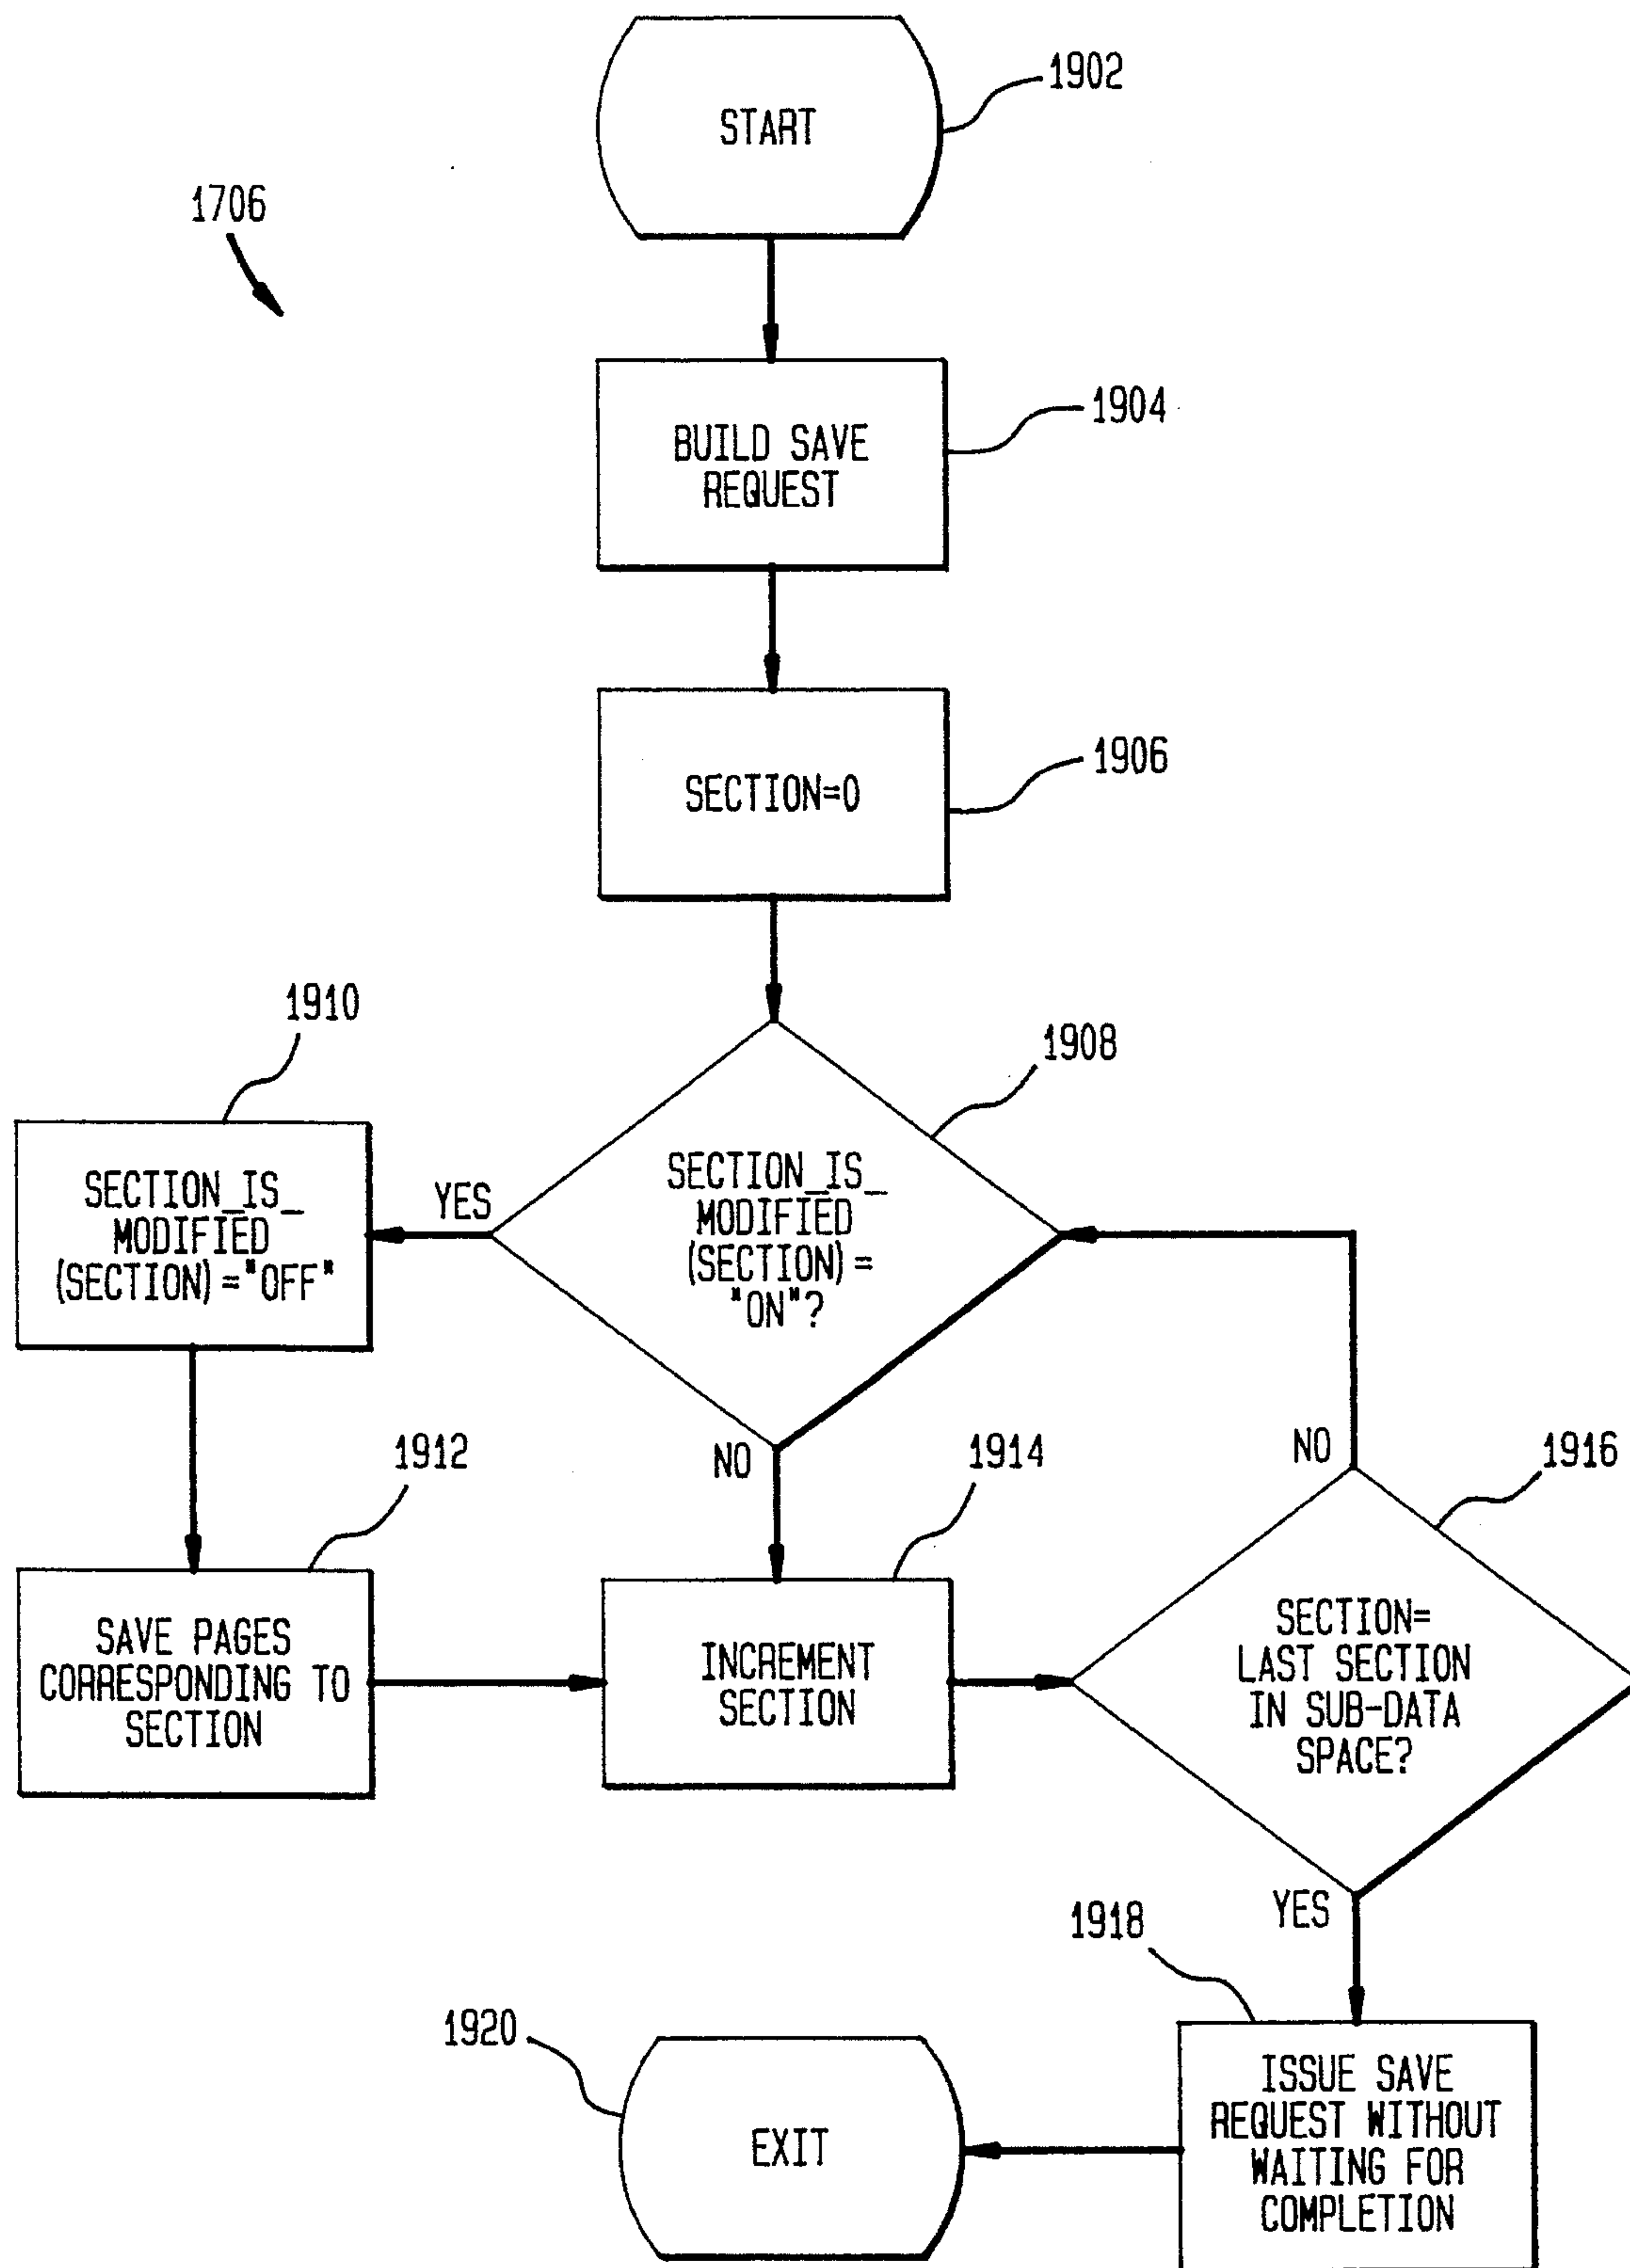 1902
START
1706
1904
BUILD SAVE
REQUEST
1906
SECTION=0
1910
1908
SECTION_IS_
MODIFIED
(SECTION)="OFF"
YES
SECTION_IS_
MODIFIED
(SECTION)=
"ON"?
1912
NO
1914
NO
1916
SAVE PAGES
CORRESPONDING TO
SECTION
INCREMENT
SECTION
SECTION=
LAST SECTION
IN SUB-DATA
SPACE?
YES
1918
1920
EXIT
ISSUE SAVE
REQUEST WITHOUT
WAITING FOR
COMPLETION